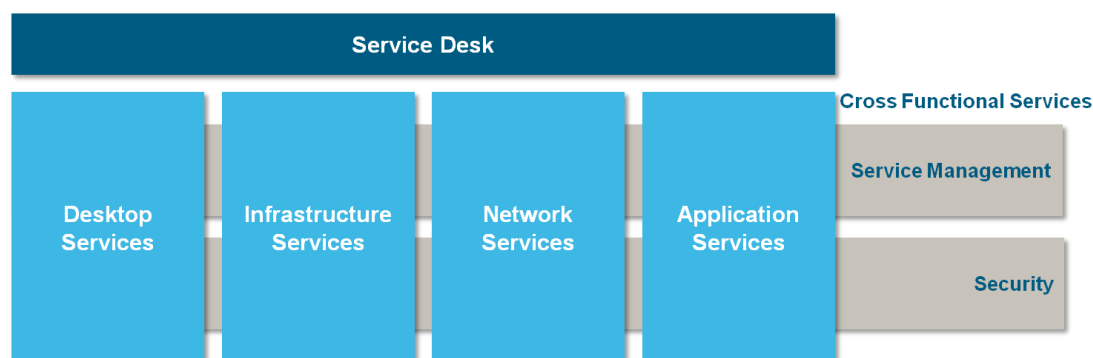 Service Desk
Cross Functional Services
Service Management
Desktop
Services
Infrastructure
Services
Network
Services
Application
Services
Security